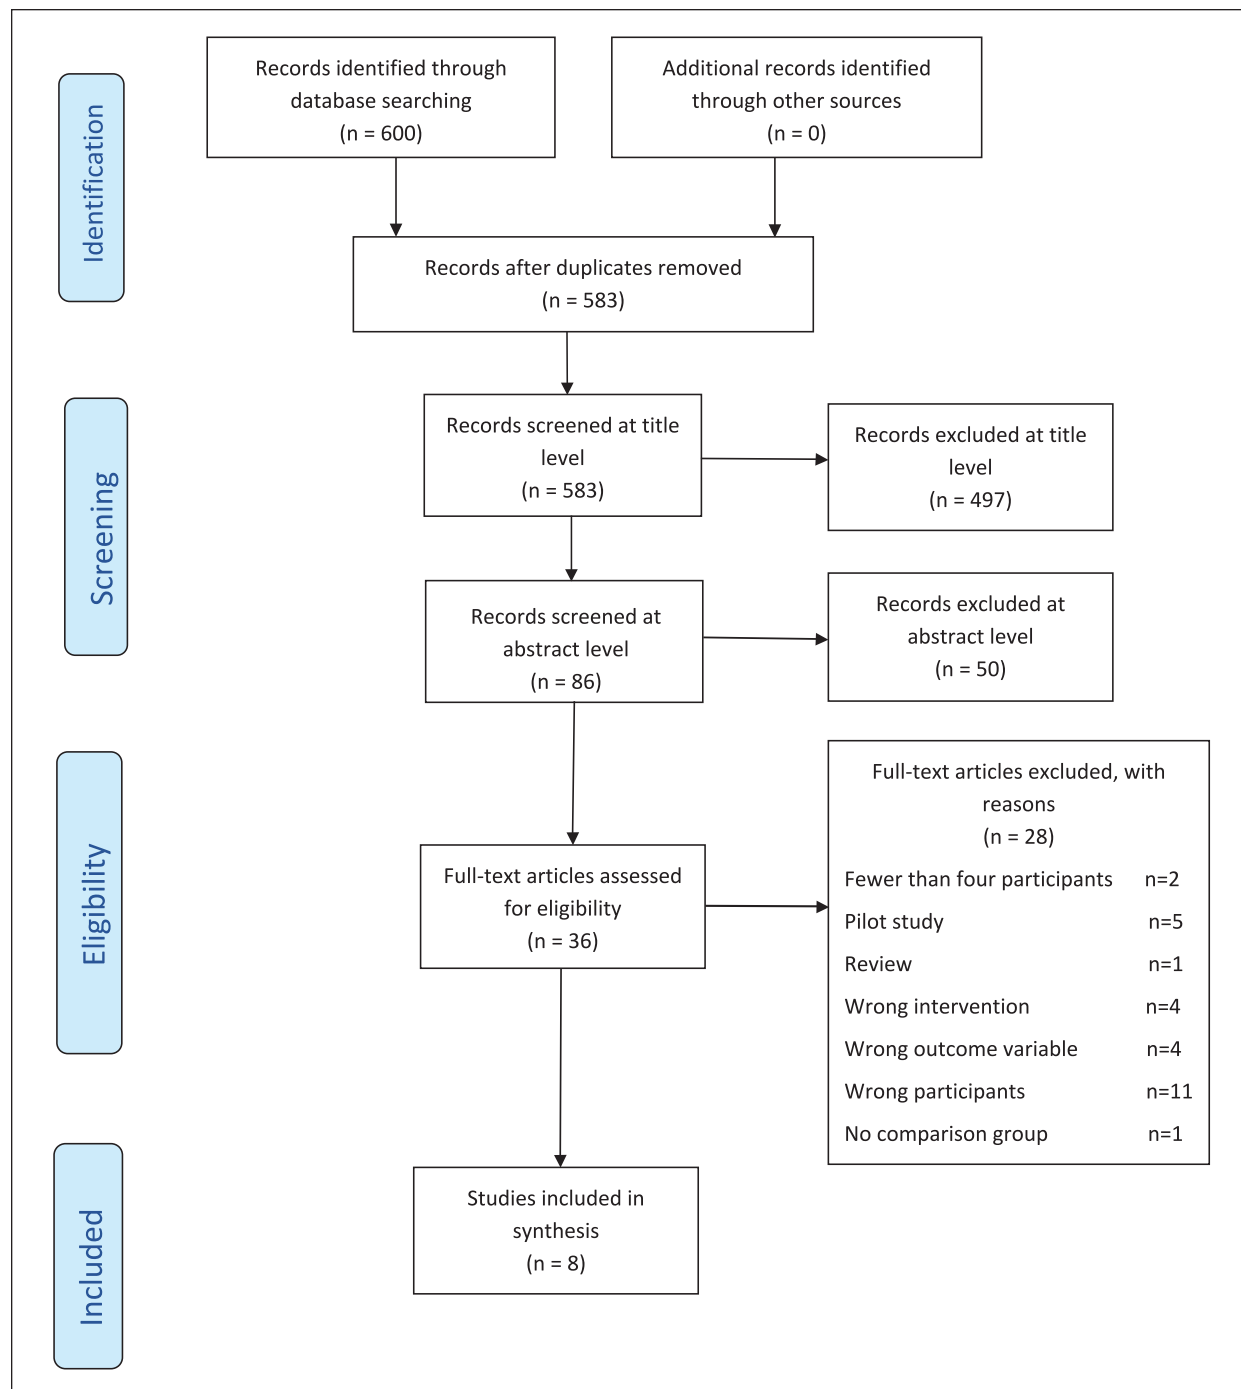 Identification
Records identified through
database searching
(n = 600)
Additional records identified
through other sources
(n = 0)
Records after duplicates removed
(n = 583)
Screening
Records screened at title
level
(n = 583)
Records excluded at title
level
(n = 497)
Records screened at
abstract level
(n = 86)
Records excluded at
abstract level
(n = 50)
Eligibility
Full-text articles assessed
for eligibility
(n = 36)
Full-text articles excluded, with
reasons
(n = 28)
Fewer than four participants n=2
Pilot study n=5
Review n=1
Wrong intervention n=4
Wrong outcome variable n=4
Wrong participants n=11
No comparison group n=1
Included
Studies included in
synthesis
(n = 8)